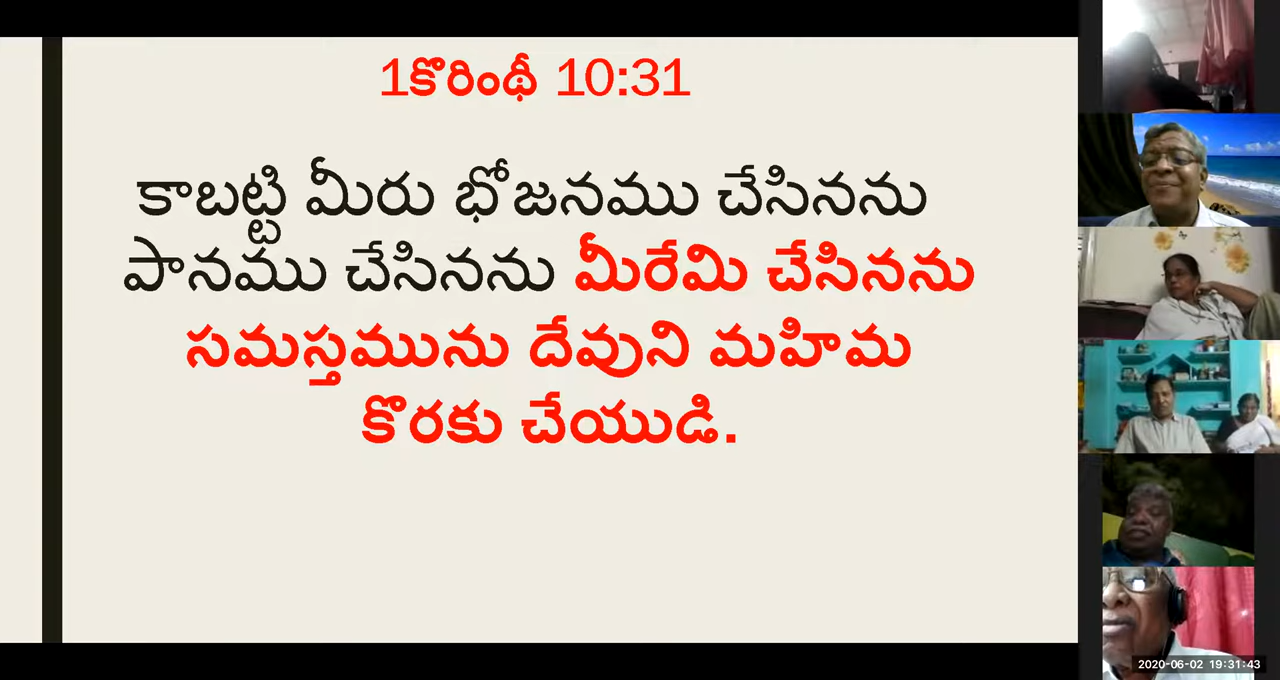 1కొరింథీ 10:31
కాబట్టి మీరు భోజనము చేసినను
పానము చేసినను మీరేమి చేసినను
సమస్తమును దేవుని మహిమ
కొరకు చేయుడి.
2020-06-02 19:31:43